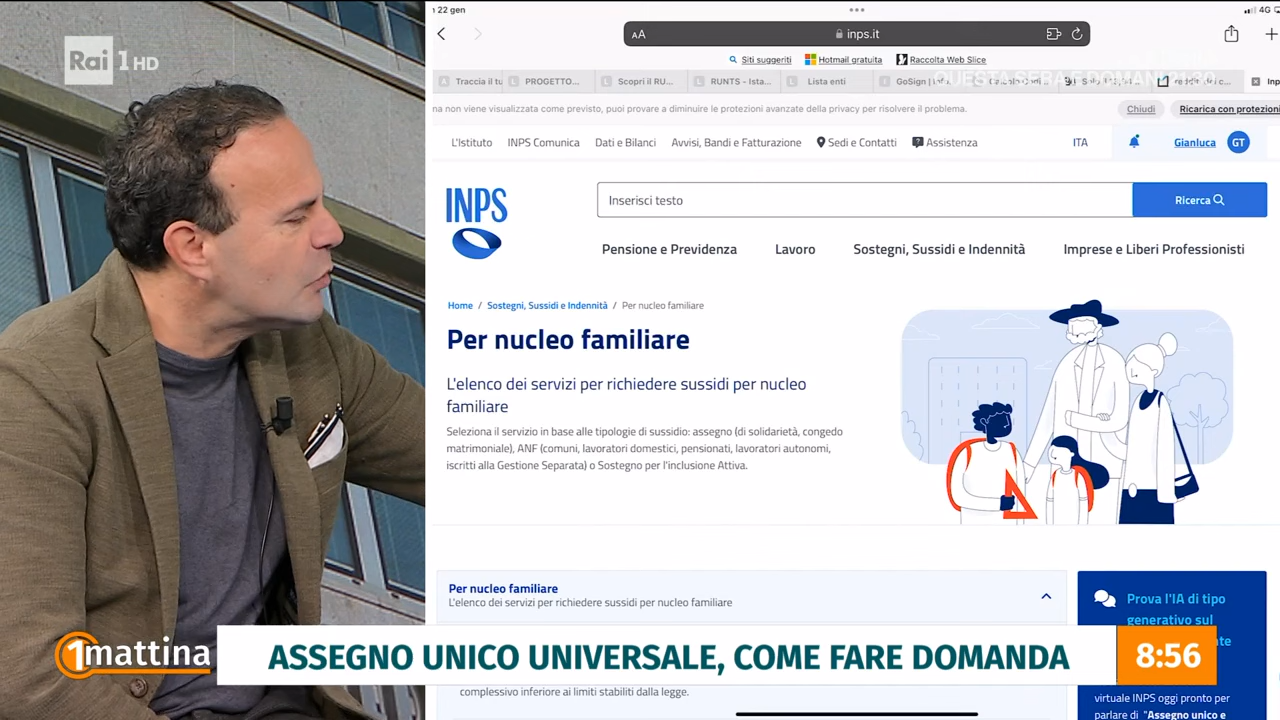 22 gen
4G
Rai 1 HD
AA
inps.it
Siti suggeriti
Hotmail gratuita
Raccolta Web Slice
Traccia il tu
PROGETTO...
Scopri il RU...
RUNTS - Ista...
Lista enti
GoSign |
Inp
na non viene visualizzata come previsto, puoi provare a diminuire le protezioni avanzate della privacy per risolvere il problema.
Chiudi
Ricarica con protezioni
L'Istituto
INPS Comunica
Dati e Bilanci
Avvisi, Bandi e Fatturazione
Sedi e Contatti
Assistenza
ITA
Gianluca
GT
INPS
Inserisci testo
Ricerca
Pensione e Previdenza
Lavoro
Sostegni, Sussidi e Indennità
Imprese e Liberi Professionisti
Home / Sostegni, Sussidi e Indennità / Per nucleo familiare
Per nucleo familiare
L'elenco dei servizi per richiedere sussidi per nucleo
familiare
Seleziona il servizio in base alle tipologie di sussidio: assegno (di solidarietà, congedo
matrimoniale), ANF (comuni, lavoratori domestici, pensionati, lavoratori autonomi,
iscritti alla Gestione Separata) o Sostegno per l'inclusione Attiva.
Per nucleo familiare
L'elenco dei servizi per richiedere sussidi per nucleo familiare
Prova l'IA di tipo
generativo sul
1mattina
ASSEGNO UNICO UNIVERSALE, COME FARE DOMANDA
8:56
complessivo inferiore ai limiti stabiliti dalla legge.
virtuale INPS oggi pronto per
parlare di "Assegno unico e